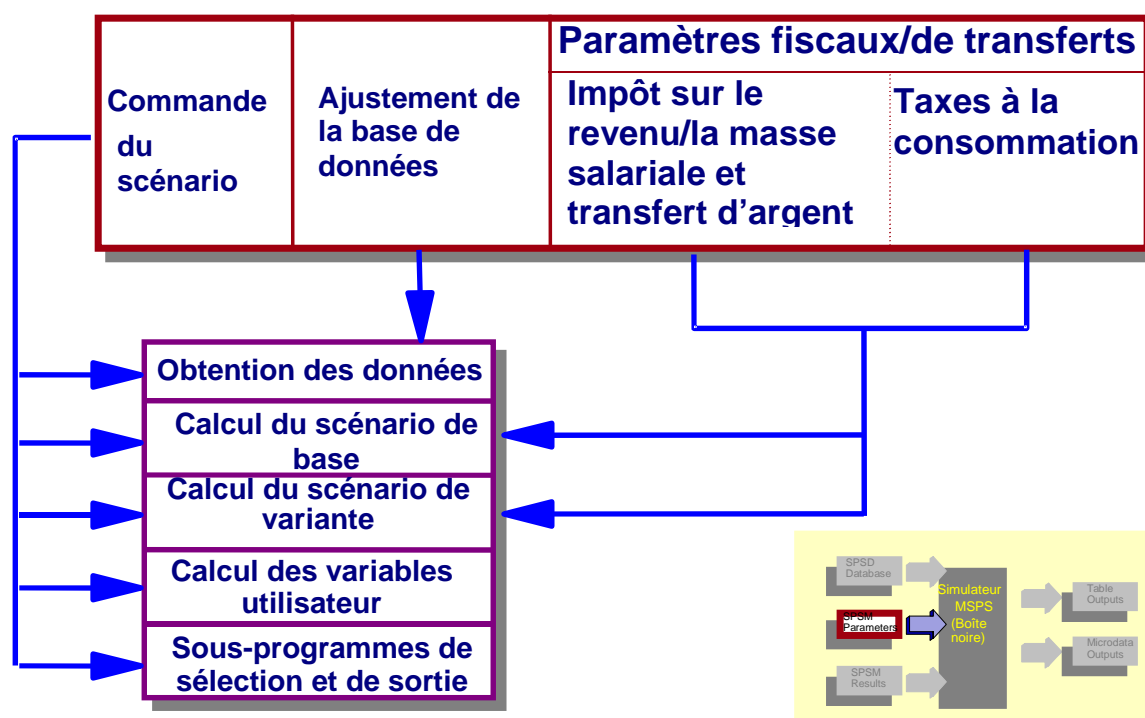 Commande
du
scénario
Ajustement de
la base de
données
Paramètres fiscaux/de transferts
Impôt sur le
revenu/la masse
salariale et
transfert d'argent
Taxes à la
consommation
Obtention des données
Calcul du scénario de
base
Calcul du scénario de
variante
Calcul des variables
utilisateur
Sous-programmes de
sélection et de sortie
SPSD
Database
SPSM
Parameters
SPSM
Results
Simulateur
MSPS
(Boîte
noire)
Table
Outputs
Microdata
Outputs